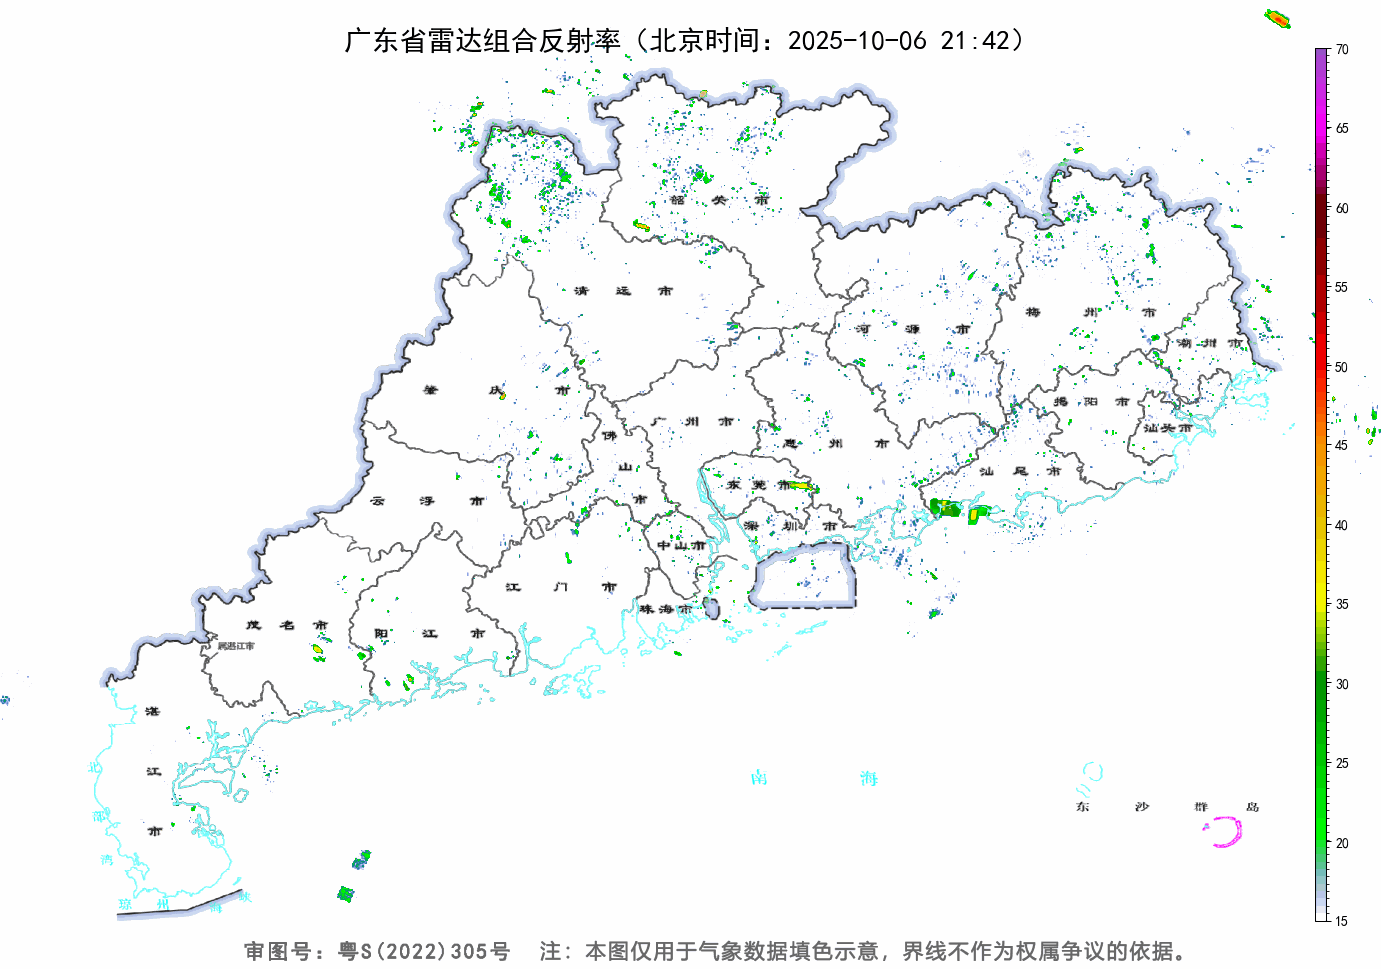 广东省雷达组合反射率（北京时间：2025-10-06 21:42）
70
65
60
55
50
45
40
35
30
25
20
15
韶关市
清远市
梅州市
河源市
潮州市
肇庆市
揭阳市
广州市
汕头市
佛山市
惠州市
汕尾市
东莞市
云浮市
深圳市
中山市
江门市
珠海市
茂名市
阳江市
属湛江市
湛江市
北部湾
南海
东沙群岛
琼州海峡
审图号：粤S(2022)305号 注：本图仅用于气象数据填色示意，界线不作为权属争议的依据。